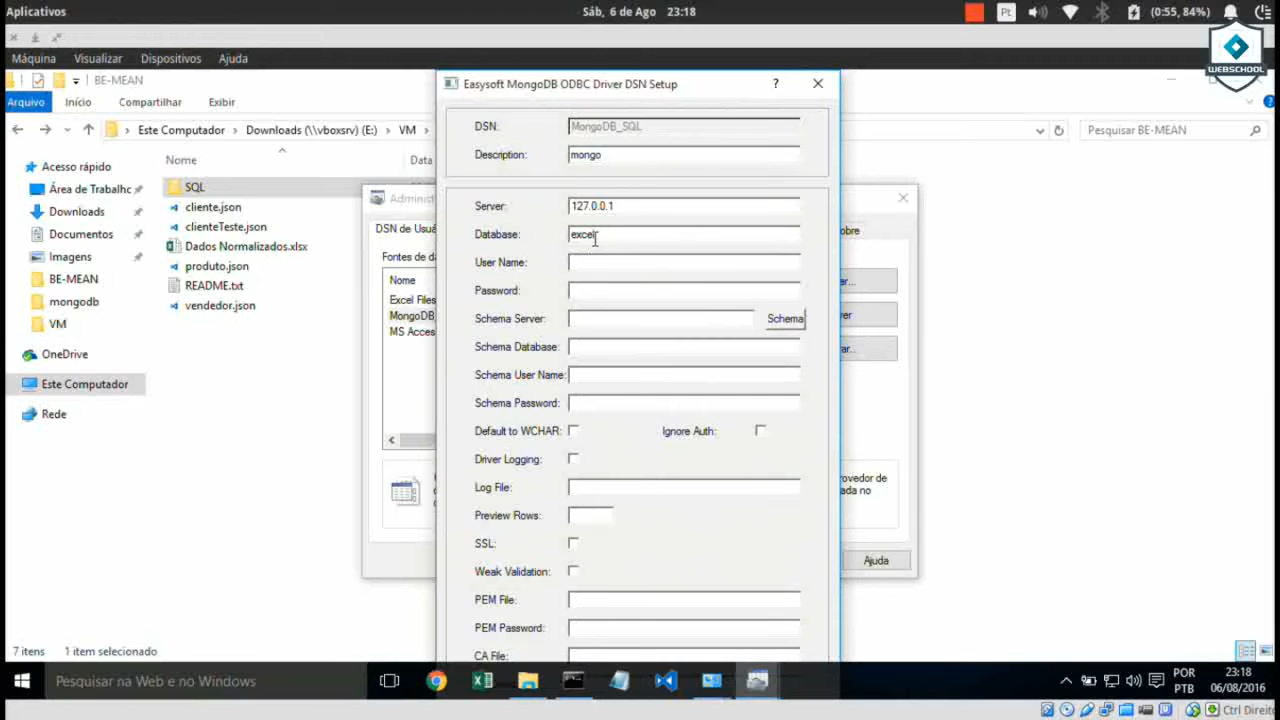 Aplicativos
Sáb, 6 de Ago 23:18
Pt
(0:55, 84%)
WEBSCHOOL
Máquina Visualizar Dispositivos Ajuda
BE-MEAN
Easysoft MongoDB ODBC Driver DSN Setup
?
Arquivo Início Compartilhar Exibir
Este Computador > Downloads (\\vboxsrv) (E:) > VM >
Pesquisar BE-MEAN
Acesso rápido
Área de Trabalho
Downloads
Documentos
Imagens
BE-MEAN
mongodb
VM
OneDrive
Este Computador
Rede
Nome
Data
SQL
cliente.json
clienteTeste.json
Dados Normalizados.xlsx
produto.json
README.txt
vendedor.json
Administ
DSN de Usuá
Fontes de da
Nome
Excel Files
MongoDB_
MS Acces
DSN: MongoDB_SQL
Description: mongo
Server: 127.0.0.1
Database: excel
User Name:
Password:
Schema Server: Schema
Schema Database:
Schema User Name:
Schema Password:
Default to WCHAR: Ignore Auth:
Driver Logging:
Log File:
Preview Rows:
SSL:
Weak Validation:
PEM File:
PEM Password:
CA File:
obre
ar...
ver
ar...
ovedor de
ada no
Ajuda
7 itens 1 item selecionado
Pesquisar na Web e no Windows
POR
PTB
23:18
06/08/2016
Ctrl Direito